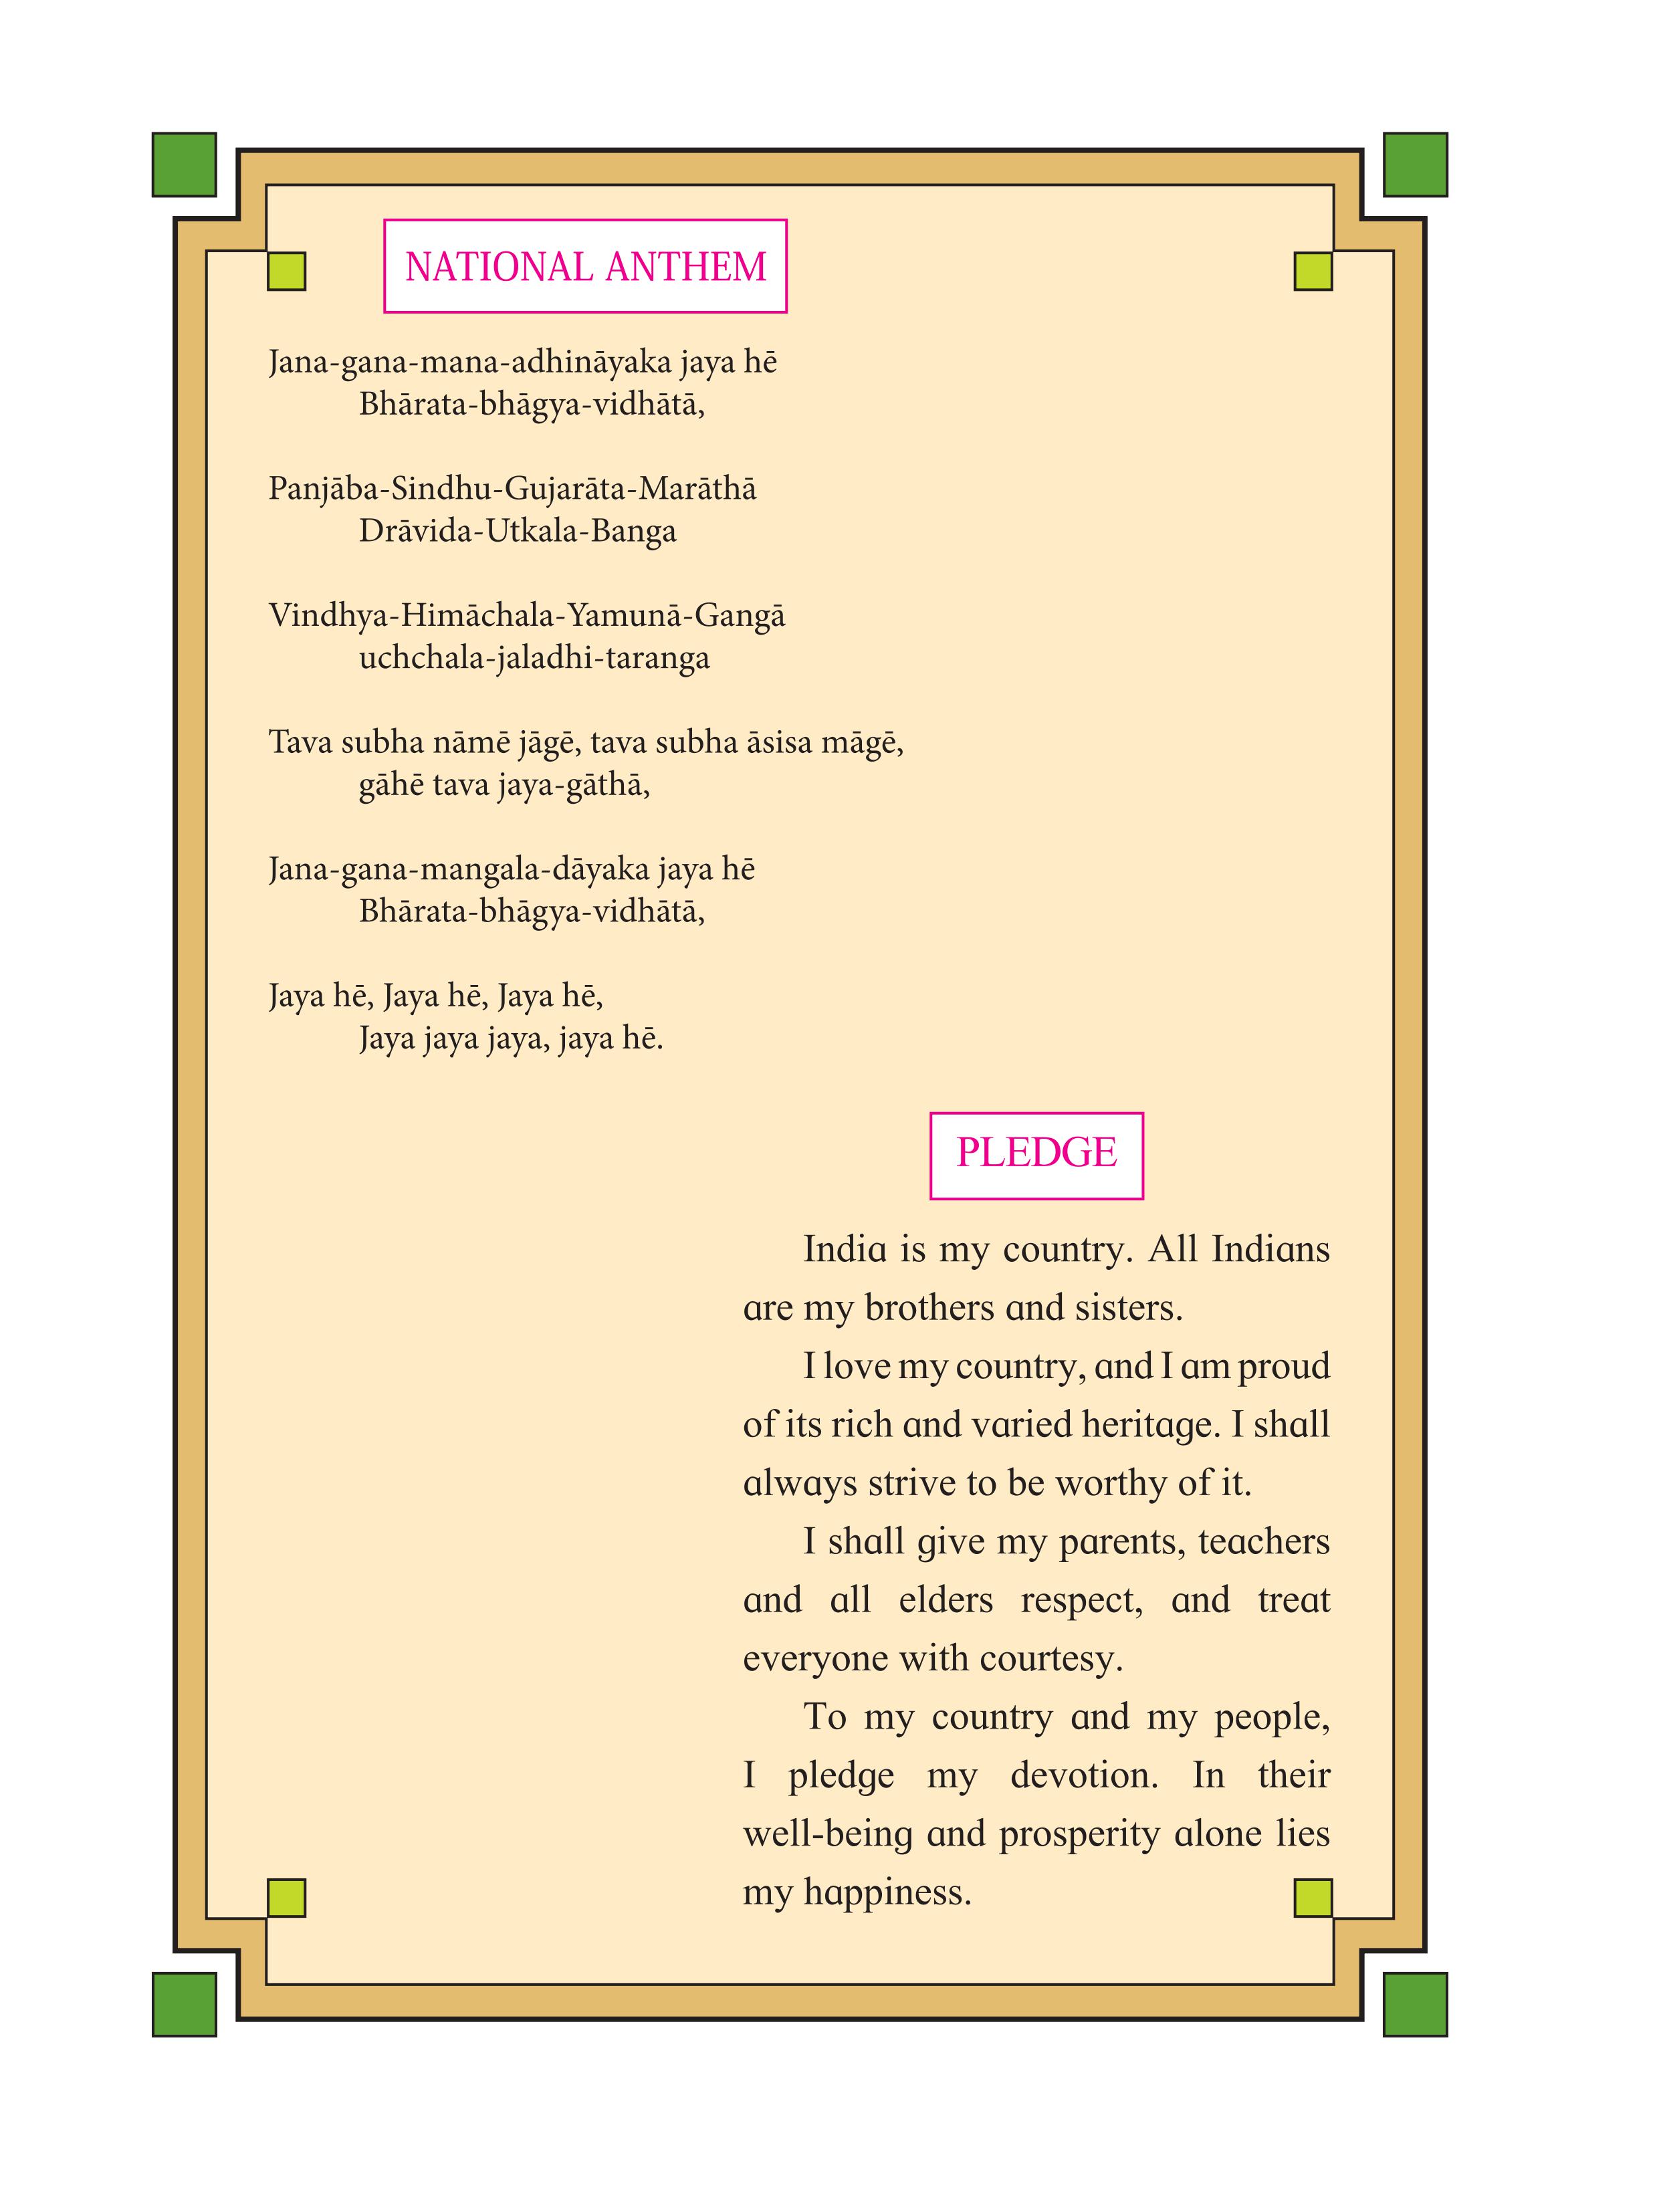 NATIONAL ANTHEM
Jana-gana-mana-adhināyaka jaya hē
Bhārata-bhāgya-vidhātā,
Panjāba-Sindhu-Gujarāta-Marāthā
Drāvida-Utkala-Banga
Vindhya-Himāchala-Yamunā-Gangā
uchchala-jaladhi-taranga
Tava subha nāmē jāgē, tava subha āsisa māgē,
gāhē tava jaya-gāthā,
Jana-gana-mangala-dāyaka jaya hē
Bhārata-bhāgya-vidhātā,
Jaya hē, Jaya hē, Jaya hē,
Jaya jaya jaya, jaya hē.
PLEDGE
India is my country. All Indians
are my brothers and sisters.
I love my country, and I am proud
of its rich and varied heritage. I shall
always strive to be worthy of it.
I shall give my parents, teachers
and all elders respect, and treat
everyone with courtesy.
To my country and my people,
I pledge my devotion. In their
well-being and prosperity alone lies
my happiness.